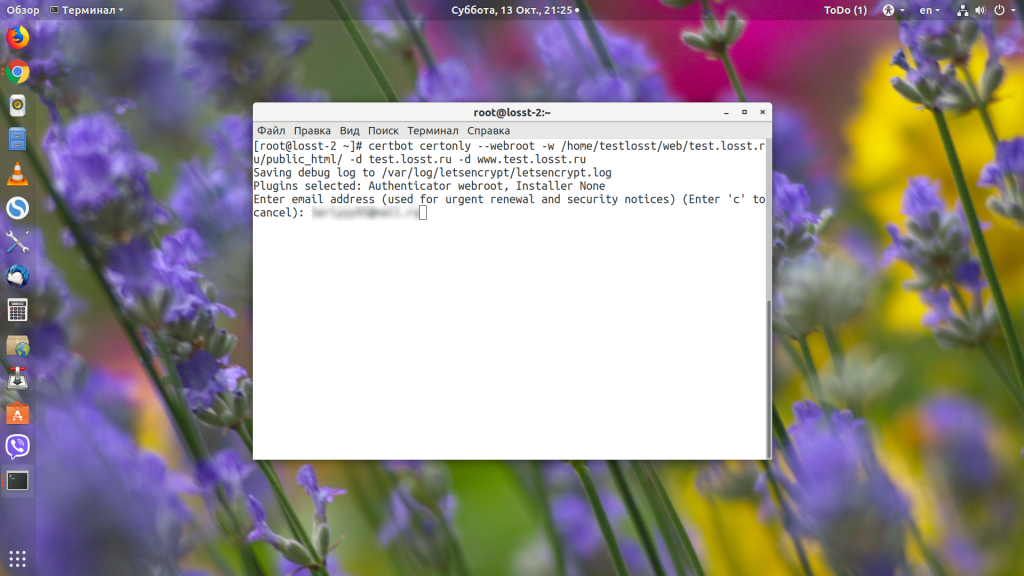 Обзор Терминал Суббота, 13 Окт., 21:25 ToDo (1) en
root@losst-2:~
Файл Правка Вид Поиск Терминал Справка
[root@losst-2 ~]# certbot certonly --webroot -w /home/testlosst/web/test.losst.r
u/public_html/ -d test.losst.ru -d www.test.losst.ru
Saving debug log to /var/log/letsencrypt/letsencrypt.log
Plugins selected: Authenticator webroot, Installer None
Enter email address (used for urgent renewal and security notices) (Enter 'c' to
cancel):